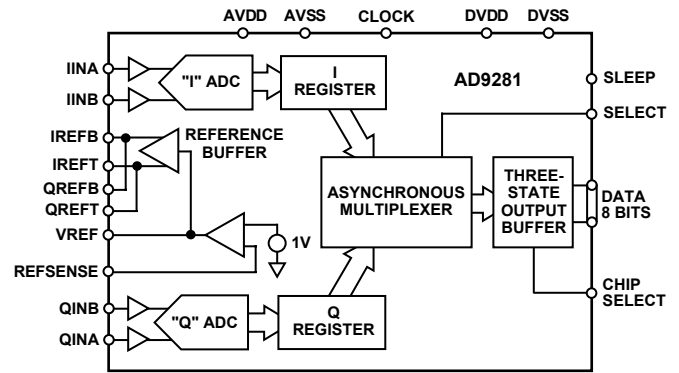 AVDD AVSS CLOCK DVDD DVSS
IINA
IINB
"I" ADC
I
REGISTER
AD9281
SLEEP
SELECT
IREFB
IREFT
QREFB
QREFT
VREF
REFSENSE
REFERENCE
BUFFER
1V
ASYNCHRONOUS
MULTIPLEXER
THREE-
STATE
OUTPUT
BUFFER
DATA
8 BITS
CHIP
SELECT
QINB
QINA
"Q" ADC
Q
REGISTER